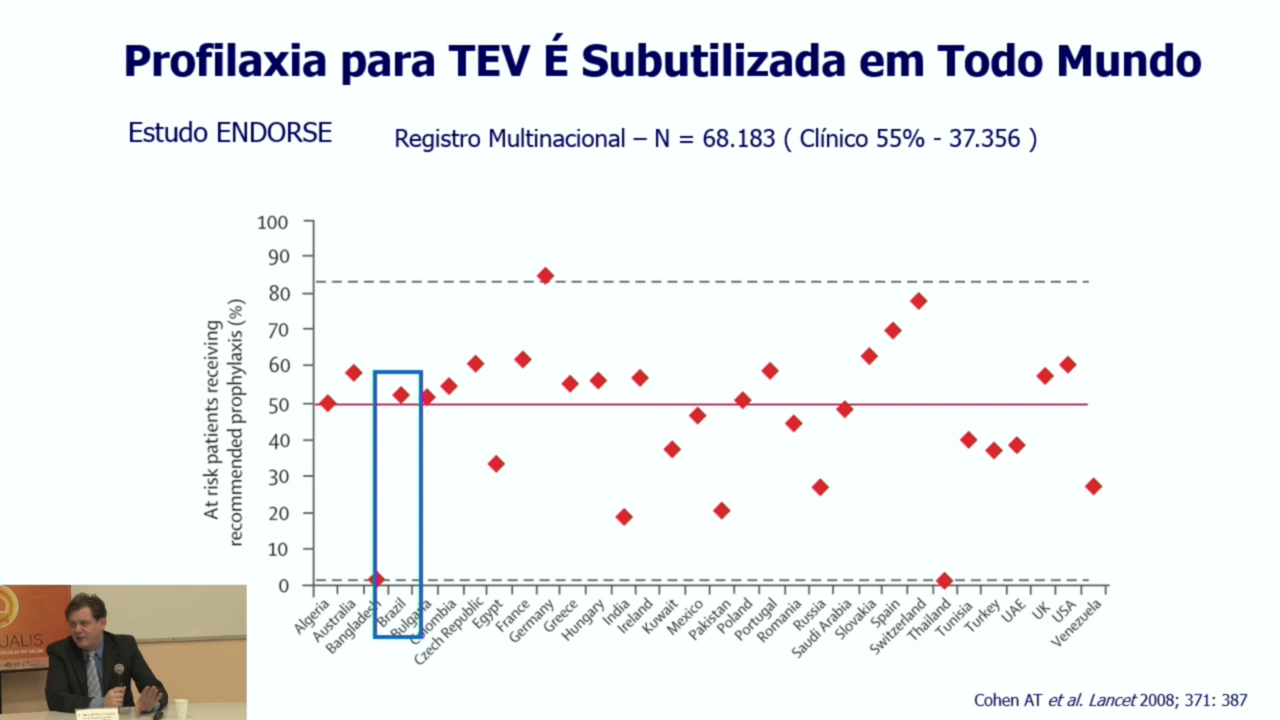 Profilaxia para TEV É Subutilizada em Todo Mundo
Estudo ENDORSE
Registro Multinacional – N = 68.183 ( Clínico 55% - 37.356 )
At risk patients receiving
recommended prophylaxis (%)
100
90
80
70
60
50
40
30
20
10
0
Algeria
Australia
Bangladesh
Brazil
Bulgaria
Colombia
Czech Republic
Egypt
France
Germany
Greece
Hungary
India
Ireland
Kuwait
Mexico
Pakistan
Poland
Portugal
Romania
Russia
Saudi Arabia
Slovakia
Spain
Switzerland
Thailand
Tunisia
Turkey
UAE
UK
USA
Venezuela
UALIS
Cohen AT et al. Lancet 2008; 371: 387